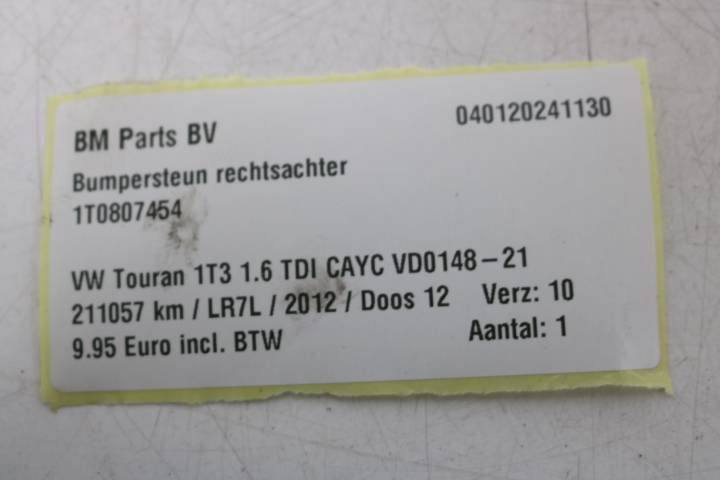 BM Parts BV 040120241130
Bumpersteun rechtsachter
1T0807454
VW Touran 1T3 1.6 TDI CAYC VD0148-21
211057 km / LR7L / 2012 / Doos 12 Verz: 10
9.95 Euro incl. BTW Aantal: 1